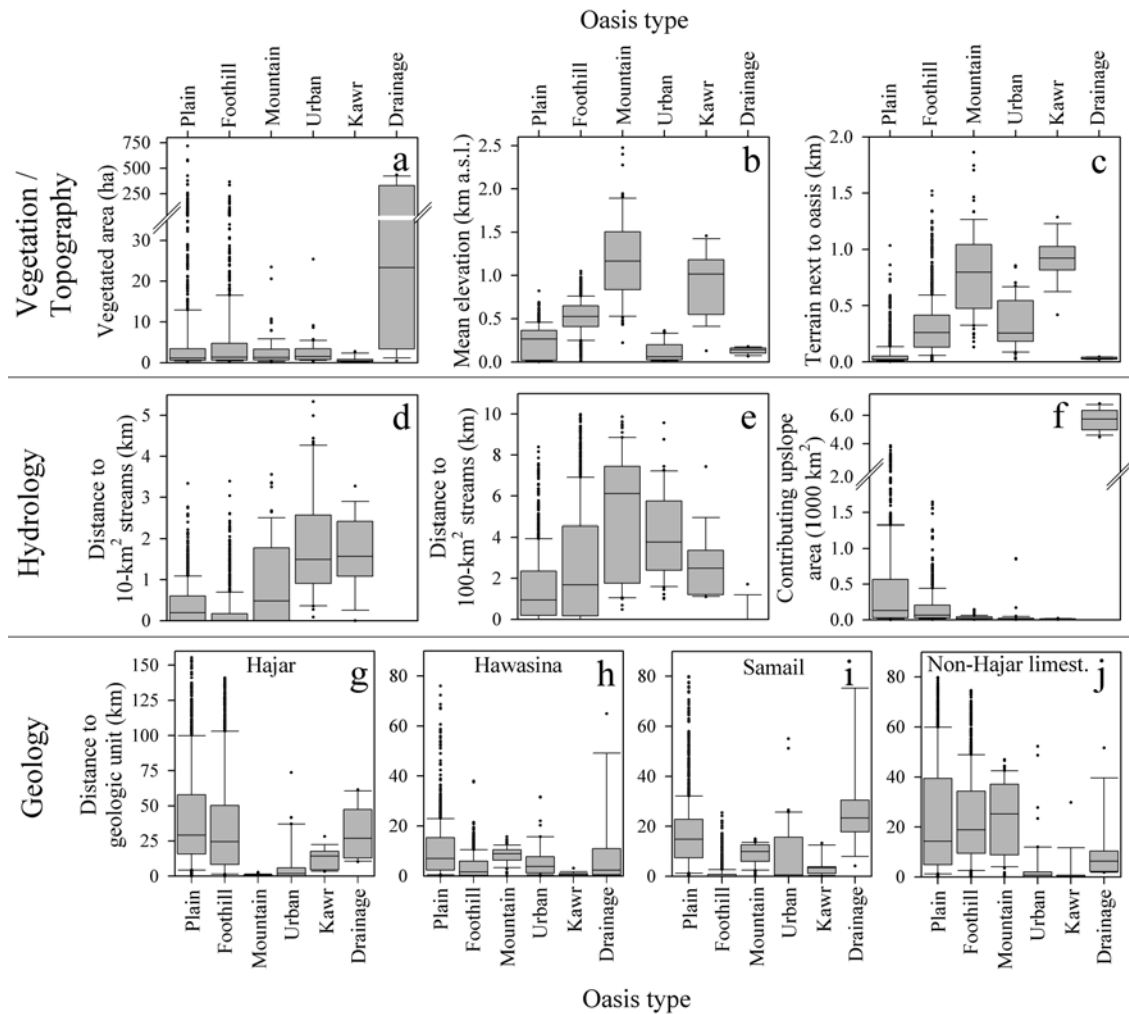 Oasis type
Plain
Foothill
Mountain
Urban
Kawr
Drainage
Plain
Foothill
Mountain
Urban
Kawr
Drainage
Plain
Foothill
Mountain
Urban
Kawr
Drainage
Vegetation /
Topography
Vegetated area (ha)
750
500
250
30
20
10
0
a
Mean elevation (km a.s.l.)
2.5
2.0
1.5
1.0
0.5
0.0
b
Terrain next to oasis (km)
2.0
1.5
1.0
0.5
0.0
c
Hydrology
Distance to
10-km² streams (km)
5
4
3
2
1
0
d
Distance to
100-km² streams (km)
10
8
6
4
2
0
e
Contributing upslope
area (1000 km²)
6.0
4.0
2.0
1.5
1.0
0.5
0.0
f
Geology
Distance to
geologic unit (km)
150
125
100
75
50
25
0
Hajar
g
80
60
40
20
0
Hawasina
h
80
60
40
20
0
Samail
i
80
60
40
20
0
Non-Hajar limest.
j
Plain
Foothill
Mountain
Urban
Kawr
Drainage
Plain
Foothill
Mountain
Urban
Kawr
Drainage
Plain
Foothill
Mountain
Urban
Kawr
Drainage
Plain
Foothill
Mountain
Urban
Kawr
Drainage
Oasis type